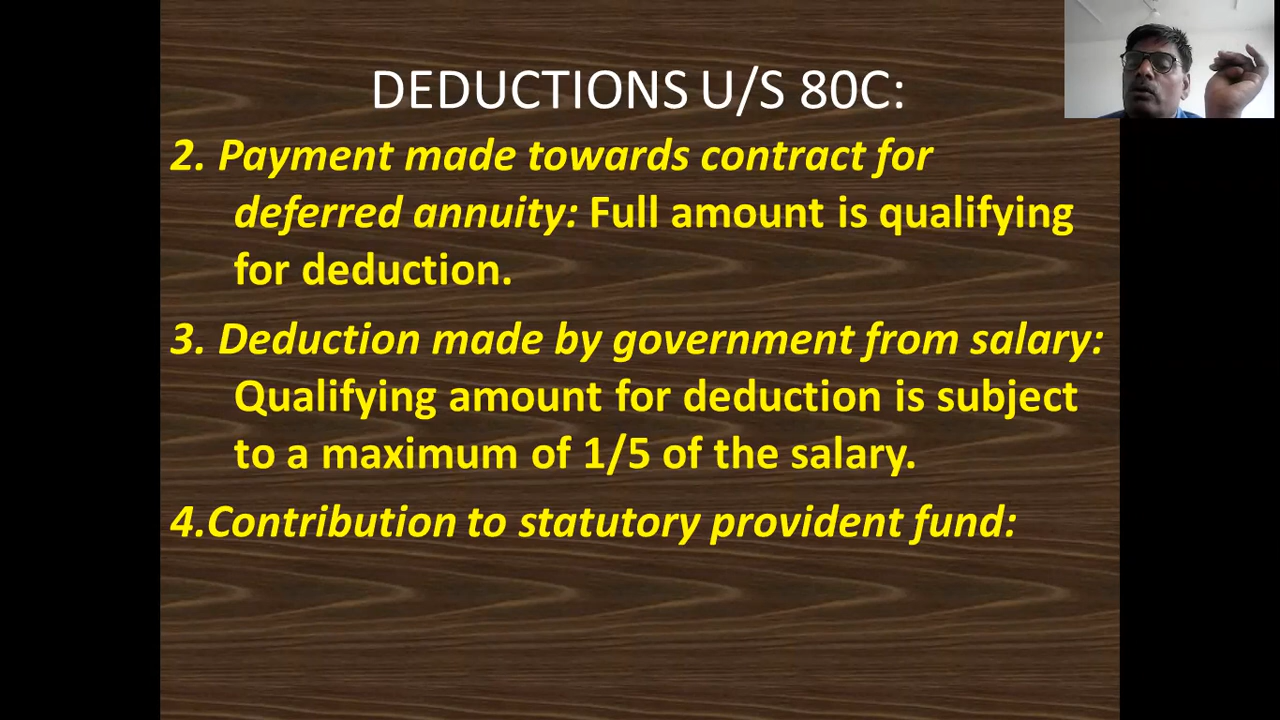 DEDUCTIONS U/S 80C:
2. Payment made towards contract for
deferred annuity: Full amount is qualifying
for deduction.
3. Deduction made by government from salary:
Qualifying amount for deduction is subject
to a maximum of 1/5 of the salary.
4.Contribution to statutory provident fund: